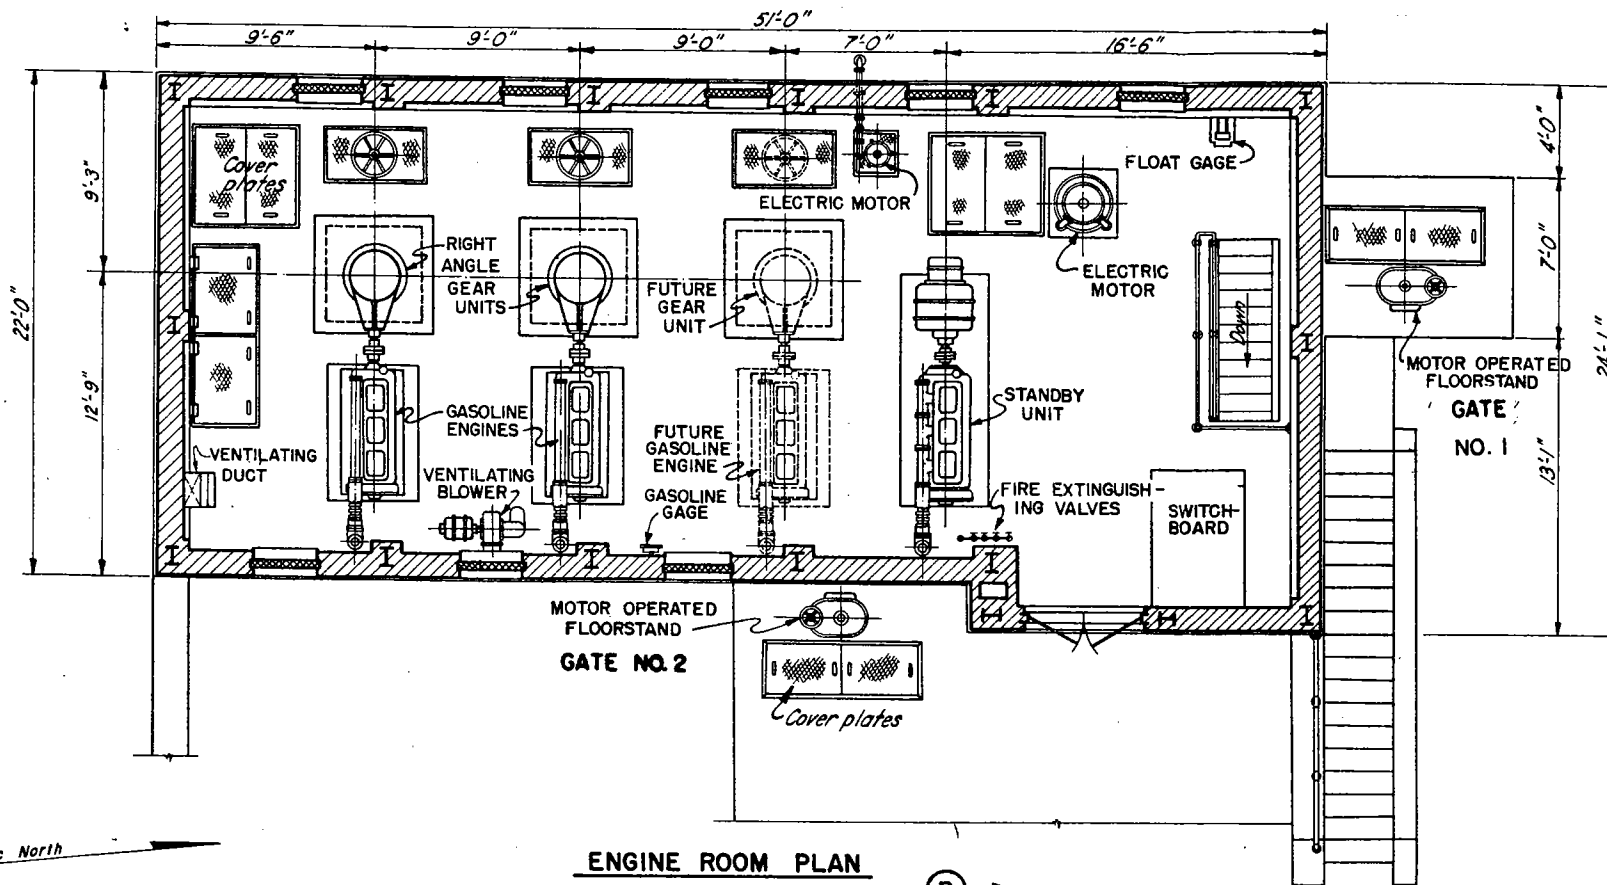 51'-0"
9'-6"
9'-0"
9'-0"
7'-0"
16'-6"
22'-0"
9'-3"
12'-9"
4'-0"
7'-0"
13'-1"
24'-1"
Cover
plates
ELECTRIC MOTOR
FLOAT GAGE
RIGHT
ANGLE
GEAR
UNITS
FUTURE
GEAR
UNIT
ELECTRIC
MOTOR
Down
MOTOR OPERATED
FLOORSTAND
GATE
NO. 1
GASOLINE
ENGINES
STANDBY
UNIT
FUTURE
GASOLINE
ENGINE
VENTILATING
DUCT
VENTILATING
BLOWER
GASOLINE
GAGE
FIRE EXTINGUISH-
ING VALVES
SWITCH-
BOARD
MOTOR OPERATED
FLOORSTAND
GATE NO. 2
Cover plates
North
ENGINE ROOM PLAN